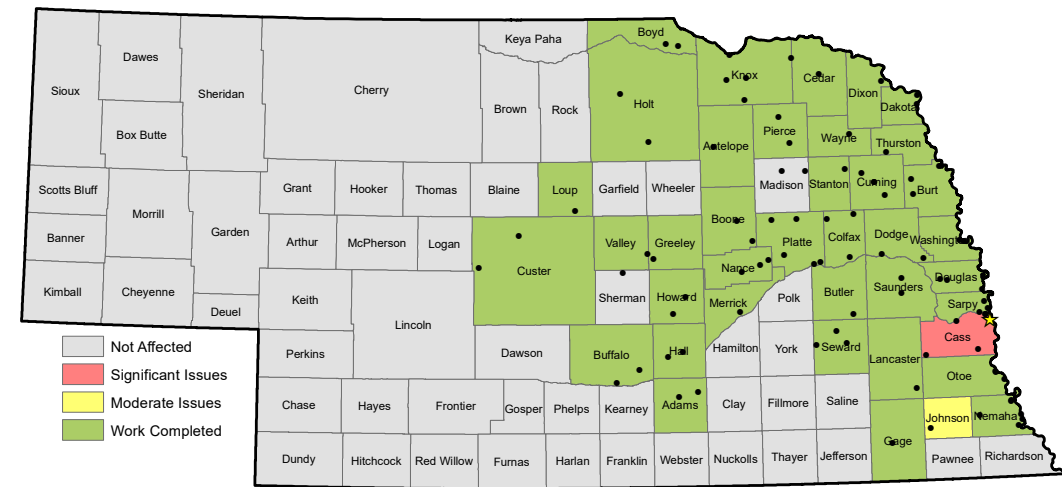 Keya Paha
Boyd
Dawes
Sioux
Sheridan
Cherry
Brown
Rock
Holt
Knox
Cedar
Dixon
Dakota
Box Butte
Antelope
Pierce
Wayne
Thurston
Scotts Bluff
Morrill
Grant
Hooker
Thomas
Blaine
Loup
Garfield
Wheeler
Madison
Stanton
Cuming
Burt
Banner
Garden
Arthur
McPherson
Logan
Custer
Valley
Greeley
Boone
Platte
Colfax
Dodge
Washington
Kimball
Cheyenne
Deuel
Keith
Lincoln
Sherman
Howard
Nance
Merrick
Polk
Butler
Saunders
Douglas
Sarpy
Not Affected
Significant Issues
Moderate Issues
Work Completed
Perkins
Dawson
Buffalo
Hall
Hamilton
York
Seward
Lancaster
Cass
Otoe
Chase
Hayes
Frontier
Gosper
Phelps
Kearney
Adams
Clay
Fillmore
Saline
Gage
Johnson
Nemaha
Dundy
Hitchcock
Red Willow
Furnas
Harlan
Franklin
Webster
Nuckolls
Thayer
Jefferson
Pawnee
Richardson